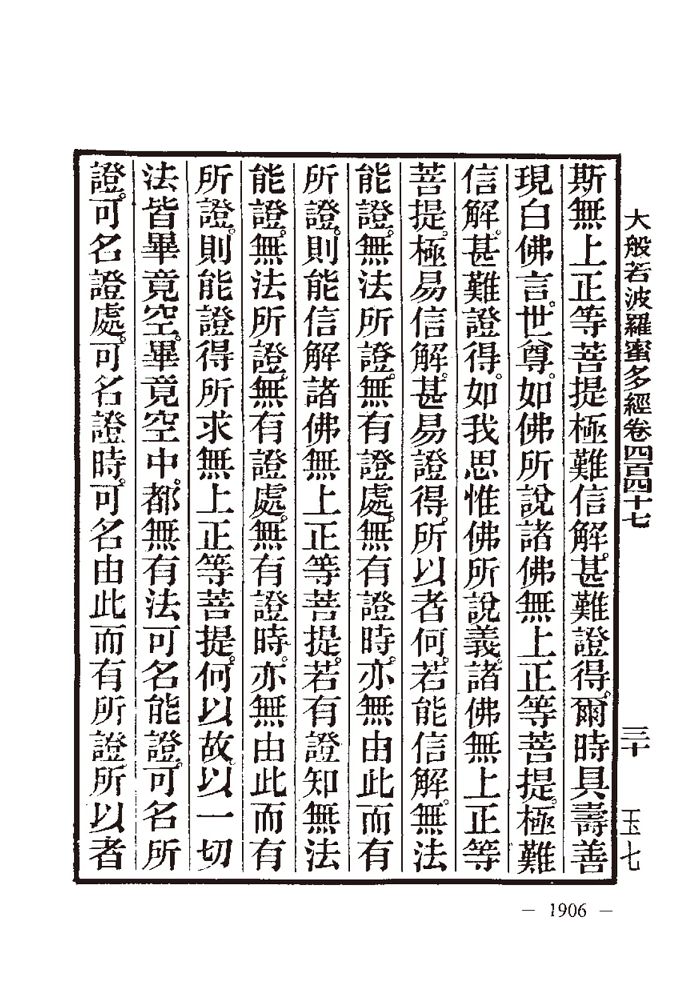 大般若波羅蜜多經卷四百四十七　三十　玉七
斯無上正等菩提極難信解。甚難證得。爾時具壽善
現白佛言。世尊。如佛所說諸佛無上正等菩提。極難
信解。甚難證得。如我思惟佛所說義。諸佛無上正等
菩提。極易信解。甚易證得。所以者何。若能信解。無法
能證。無法所證。無有證處。無有證時。亦無由此而有
所證。則能信解諸佛無上正等菩提。若有證知無法
能證。無法所證。無有證處。無有證時。亦無由此而有
所證。則能證得所求無上正等菩提。何以故。以一切
法皆畢竟空。畢竟空中。都無有法可名能證。可名所
證。可名證處。可名證時。可名由此而有所證所以者
— 1906 —